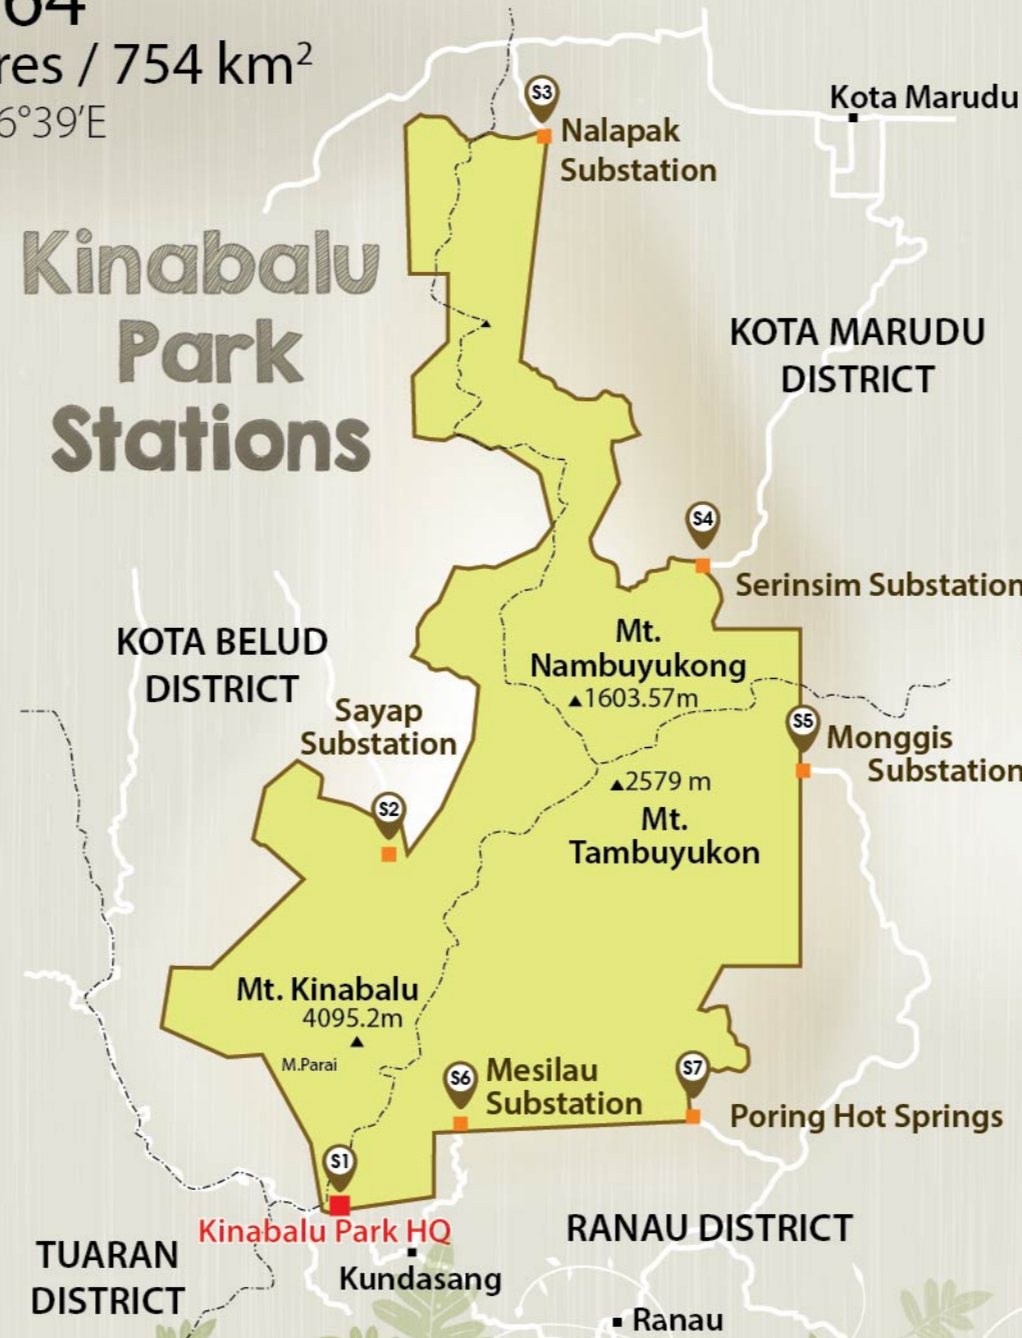 64
res / 754 km²
6°39'E
Kinabalu
Park
Stations
S3
Nalapak
Substation
Kota Marudu
KOTA MARUDU
DISTRICT
S4
Serinsim Substation
KOTA BELUD
DISTRICT
Mt.
Nambuyukong
▲1603.57m
Sayap
Substation
S5
Monggis
Substation
S2
▲2579 m
Mt.
Tambuyukon
Mt. Kinabalu
4095.2m
M.Parai
S6
Mesilau
Substation
S7
Poring Hot Springs
S1
Kinabalu Park HQ
RANAU DISTRICT
TUARAN
DISTRICT
Kundasang
Ranau